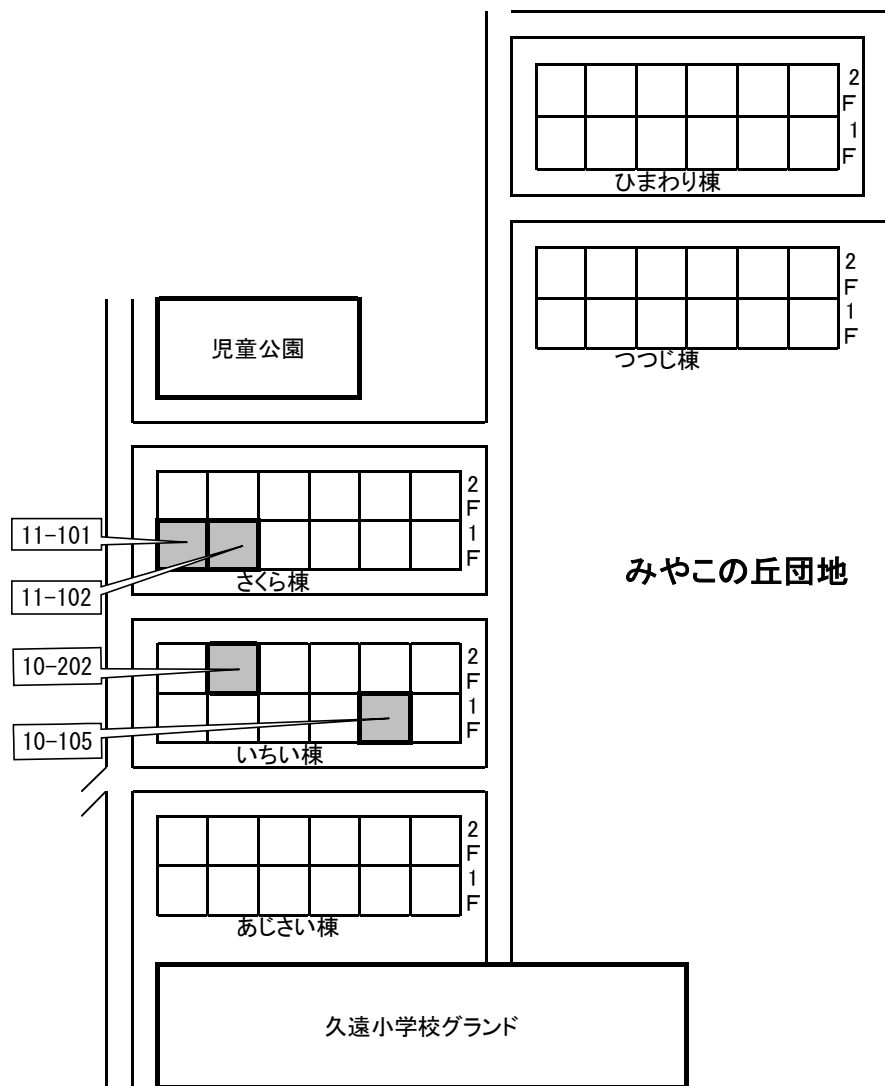 2
F
1
F
ひまわり棟
2
F
1
F
つつじ棟
児童公園
2
F
1
F
11-101
11-102
さくら棟
みやこの丘団地
2
F
1
F
10-202
10-105
いちい棟
2
F
1
F
あじさい棟
久遠小学校グランド